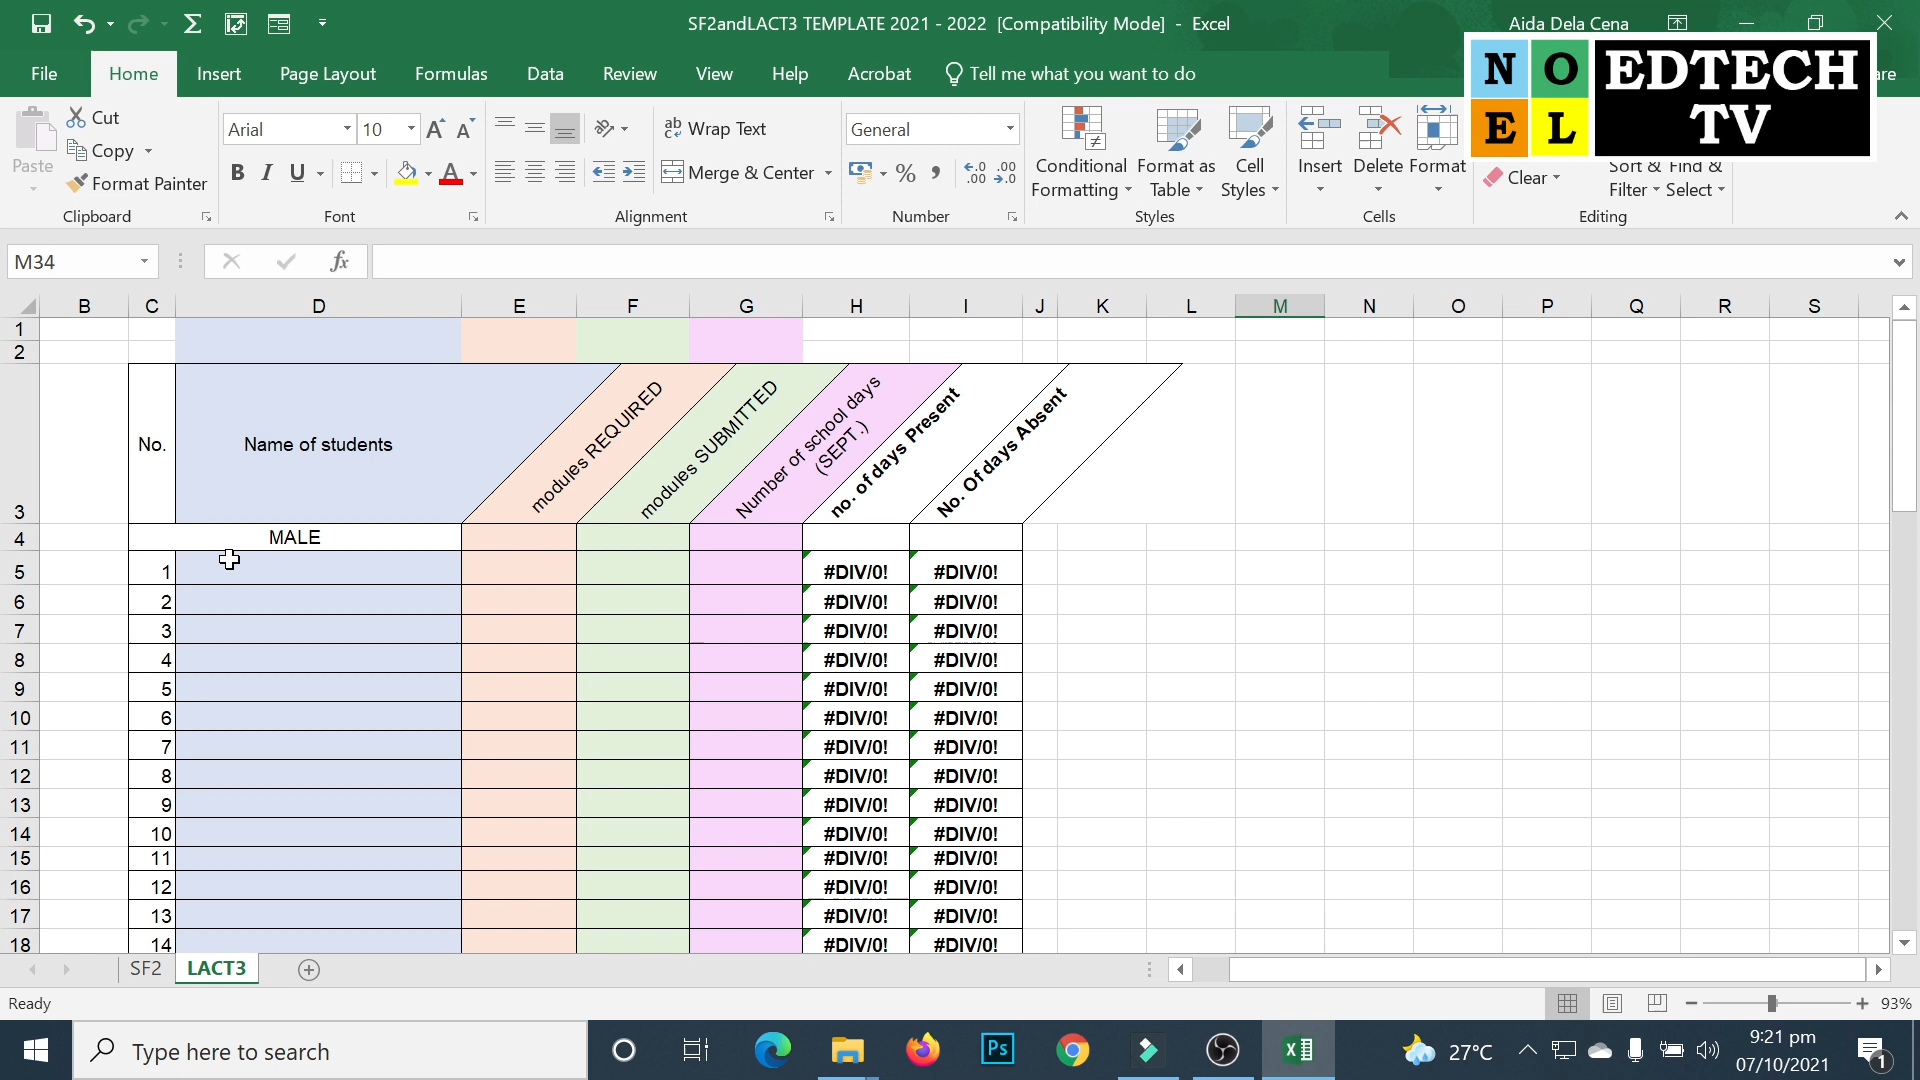 SF2andLACT3 TEMPLATE 2021 - 2022 [Compatibility Mode] - Excel
Aida Dela Cena
File Home Insert Page Layout Formulas Data Review View Help Acrobat Tell me what you want to do
are
N O E L
EDTECH
TV
Paste
Cut
Copy
Format Painter
Clipboard
Arial 10
B I U
Font
Wrap Text
Merge & Center
Alignment
General
% ,
Number
Conditional Formatting
Format as Table
Cell Styles
Styles
Insert Delete Format
Cells
Clear
Sort & Filter
Find & Select
Editing
M34
fx
B C D E F G H I J K L M N O P Q R S
1
2
3 No. Name of students modules REQUIRED modules SUBMITTED Number of school days (SEPT.) no. of days Present No. Of days Absent
4 MALE
5 1 #DIV/0! #DIV/0!
6 2 #DIV/0! #DIV/0!
7 3 #DIV/0! #DIV/0!
8 4 #DIV/0! #DIV/0!
9 5 #DIV/0! #DIV/0!
10 6 #DIV/0! #DIV/0!
11 7 #DIV/0! #DIV/0!
12 8 #DIV/0! #DIV/0!
13 9 #DIV/0! #DIV/0!
14 10 #DIV/0! #DIV/0!
15 11 #DIV/0! #DIV/0!
16 12 #DIV/0! #DIV/0!
17 13 #DIV/0! #DIV/0!
18 14 #DIV/0! #DIV/0!
SF2 LACT3
Ready
93%
Type here to search
Ps
27°C
9:21 pm
07/10/2021
1